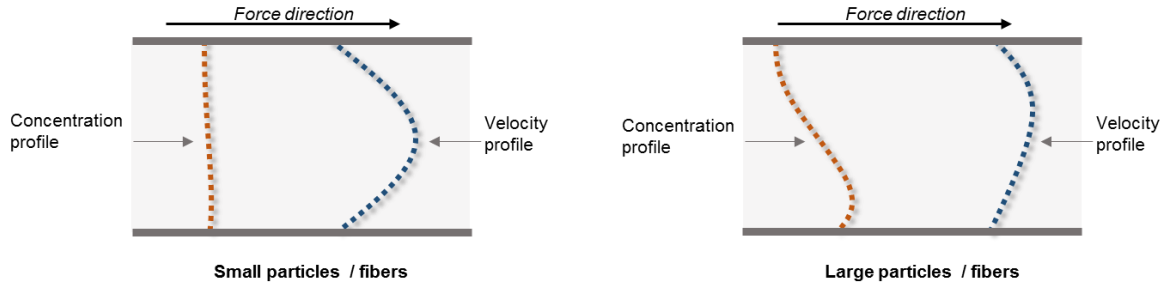 Force direction
Concentration
profile
Velocity
profile
Small particles / fibers
Force direction
Concentration
profile
Velocity
profile
Large particles / fibers